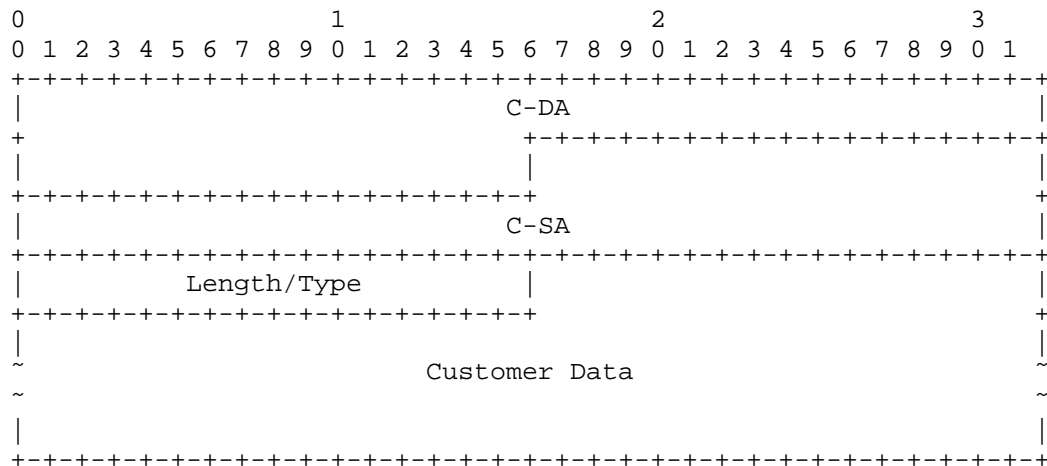 0                   1                   2                   3
0 1 2 3 4 5 6 7 8 9 0 1 2 3 4 5 6 7 8 9 0 1 2 3 4 5 6 7 8 9 0 1
+-+-+-+-+-+-+-+-+-+-+-+-+-+-+-+-+-+-+-+-+-+-+-+-+-+-+-+-+-+-+-+-+
|                              C-DA                             |
+                               +-+-+-+-+-+-+-+-+-+-+-+-+-+-+-+-+
|                               |                               |
+-+-+-+-+-+-+-+-+-+-+-+-+-+-+-+-+                               +
|                              C-SA                             |
+-+-+-+-+-+-+-+-+-+-+-+-+-+-+-+-+-+-+-+-+-+-+-+-+-+-+-+-+-+-+-+-+
|          Length/Type          |                               |
+-+-+-+-+-+-+-+-+-+-+-+-+-+-+-+-+                               +
|                                                               |
~                         Customer Data                         ~
~                                                               ~
|                                                               |
+-+-+-+-+-+-+-+-+-+-+-+-+-+-+-+-+-+-+-+-+-+-+-+-+-+-+-+-+-+-+-+-+